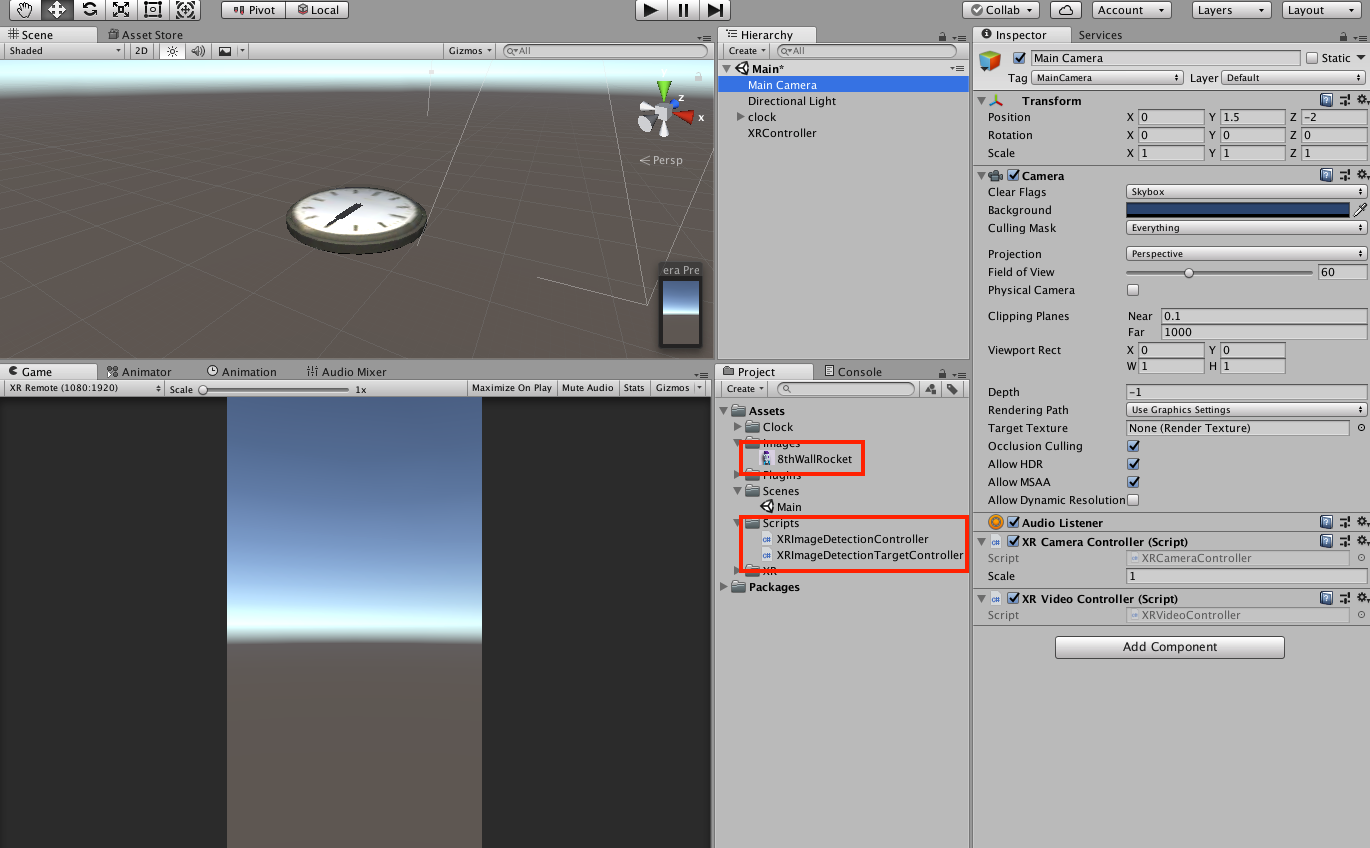 Pivot Local Collab Account Layers Layout
Scene Asset Store
Shaded 2D Gizmos All
z
x
Persp
era Pre
Hierarchy
Create All
Main*
Main Camera
Directional Light
clock
XRController
Game Animator Animation Audio Mixer
XR Remote (1080:1920) Scale 1x Maximize On Play Mute Audio Stats Gizmos
Project Console
Create
Assets
Clock
Images
8thWallRocket
Plugins
Scenes
Main
Scripts
c# XRImageDetectionController
c# XRImageDetectionTargetController
XR
Packages
Inspector Services
Main Camera Static
Tag MainCamera Layer Default
Transform
Position X 0 Y 1.5 Z -2
Rotation X 0 Y 0 Z 0
Scale X 1 Y 1 Z 1
Camera
Clear Flags Skybox
Background
Culling Mask Everything
Projection Perspective
Field of View 60
Physical Camera
Clipping Planes Near 0.1
Far 1000
Viewport Rect X 0 Y 0
W 1 H 1
Depth -1
Rendering Path Use Graphics Settings
Target Texture None (Render Texture)
Occlusion Culling
Allow HDR
Allow MSAA
Allow Dynamic Resolution
Audio Listener
c# XR Camera Controller (Script)
Script XRCameraController
Scale 1
c# XR Video Controller (Script)
Script XRVideoController
Add Component